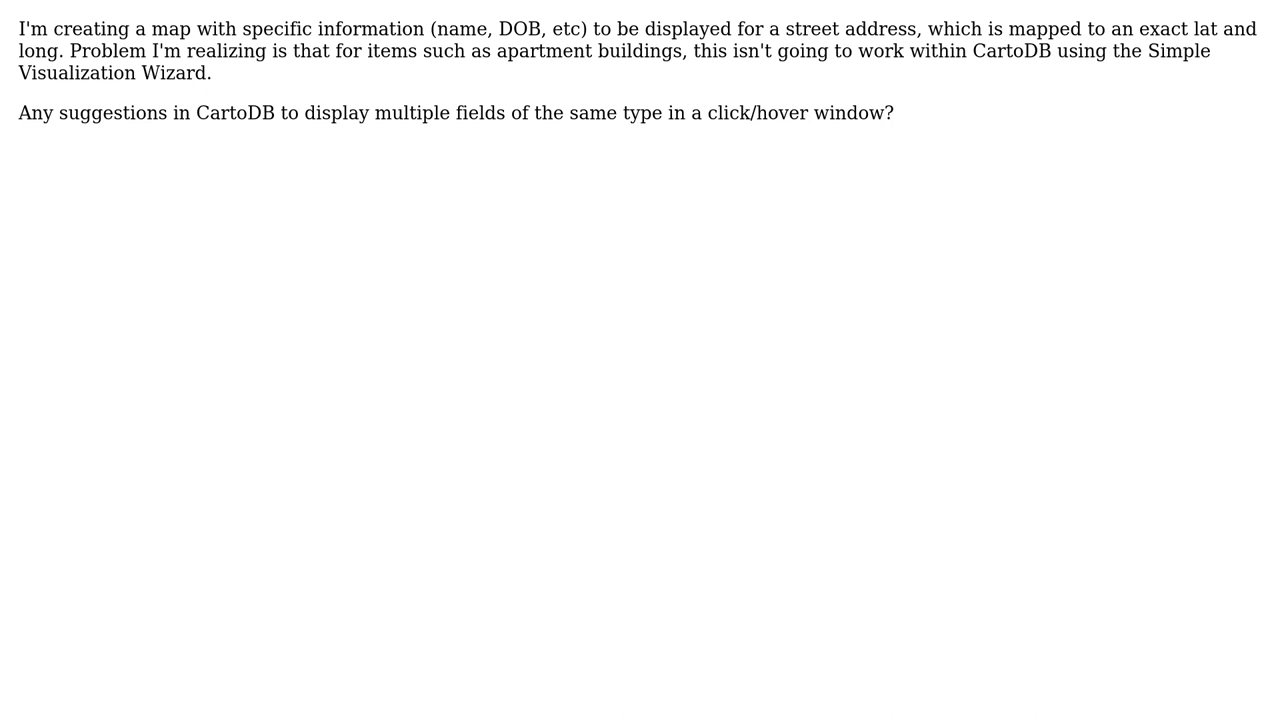 I'm creating a map with specific information (name, DOB, etc) to be displayed for a street address, which is mapped to an exact lat and
long. Problem I'm realizing is that for items such as apartment buildings, this isn't going to work within CartoDB using the Simple
Visualization Wizard.
Any suggestions in CartoDB to display multiple fields of the same type in a click/hover window?